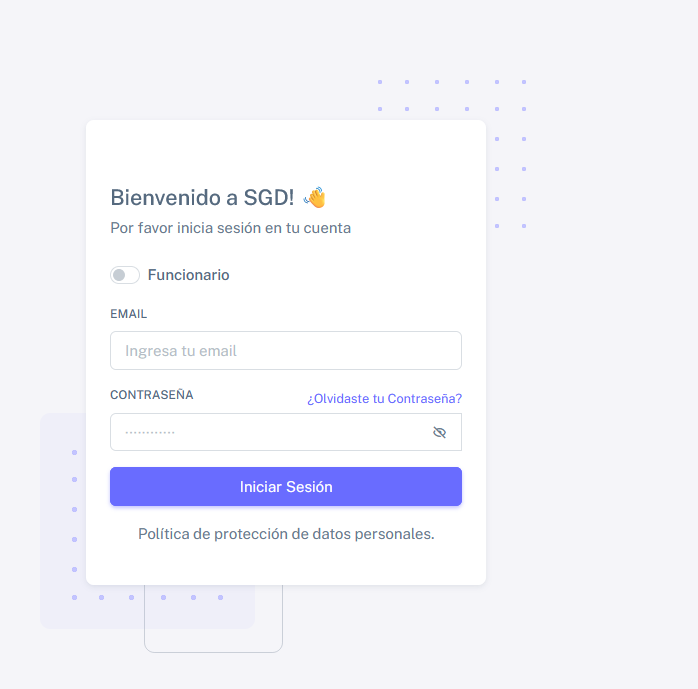 Bienvenido a SGD! 👋
Por favor inicia sesión en tu cuenta
Funcionario
EMAIL
Ingresa tu email
CONTRASEÑA
¿Olvidaste tu Contraseña?
············
Iniciar Sesión
Política de protección de datos personales.